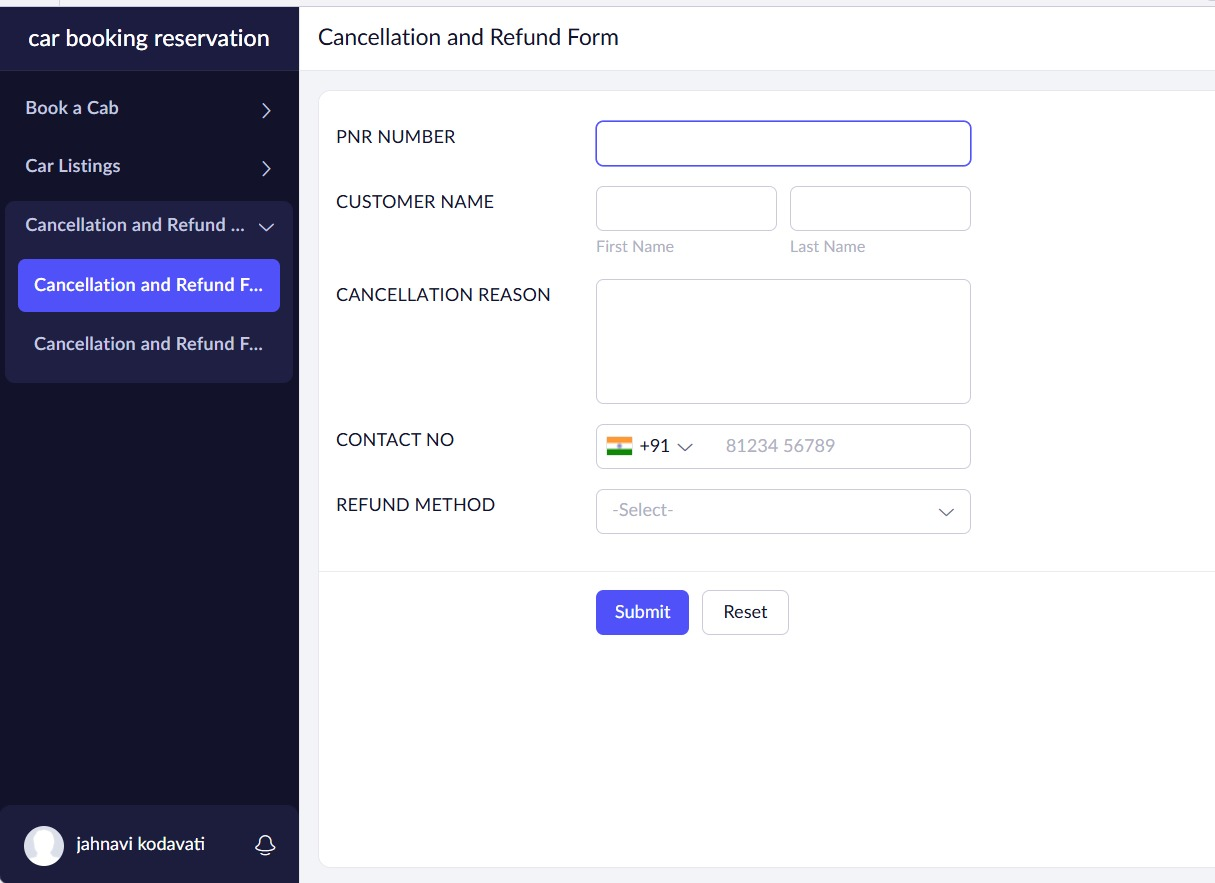 car booking reservation
Book a Cab
Car Listings
Cancellation and Refund ...
Cancellation and Refund F...
Cancellation and Refund F...
jahnavi kodavati
Cancellation and Refund Form
PNR NUMBER
CUSTOMER NAME
First Name Last Name
CANCELLATION REASON
CONTACT NO +91 81234 56789
REFUND METHOD -Select-
Submit Reset